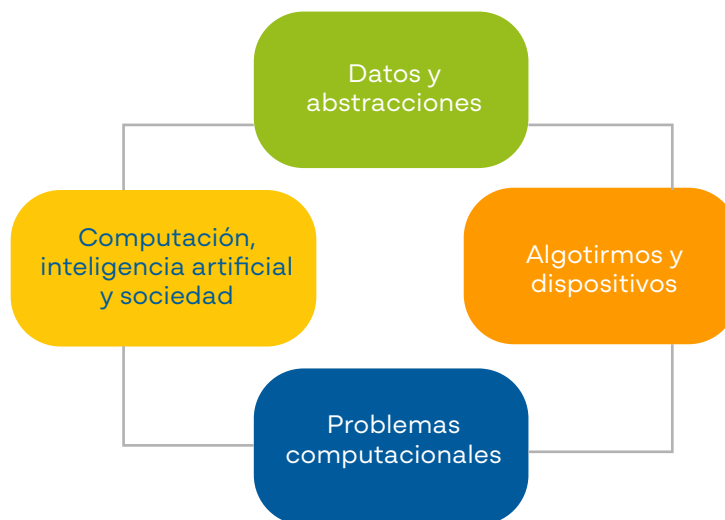 Datos y
abstracciones
Computación,
inteligencia artificial
y sociedad
Algotirmos y
dispositivos
Problemas
computacionales